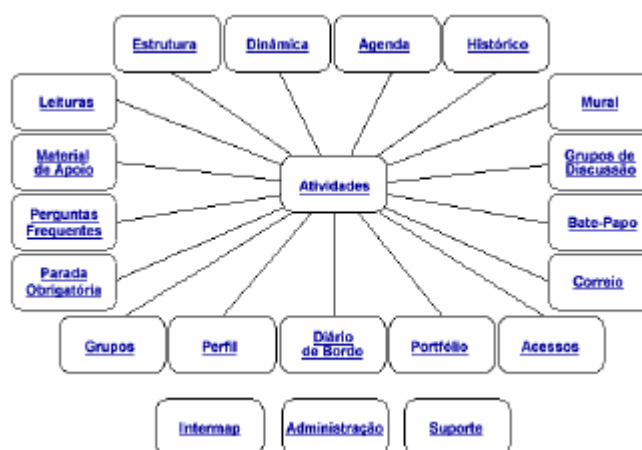 Estrutura
Dinâmica
Agenda
Histórico
Leituras
Mural
Material
de Apoio
Grupos de
Discussão
Atividades
Perguntas
Frequentes
Bate-Papo
Parada
Obrigatória
Correio
Grupos
Perfil
Diário
de Bordo
Portfólio
Acessos
Intermap
Administração
Suporte